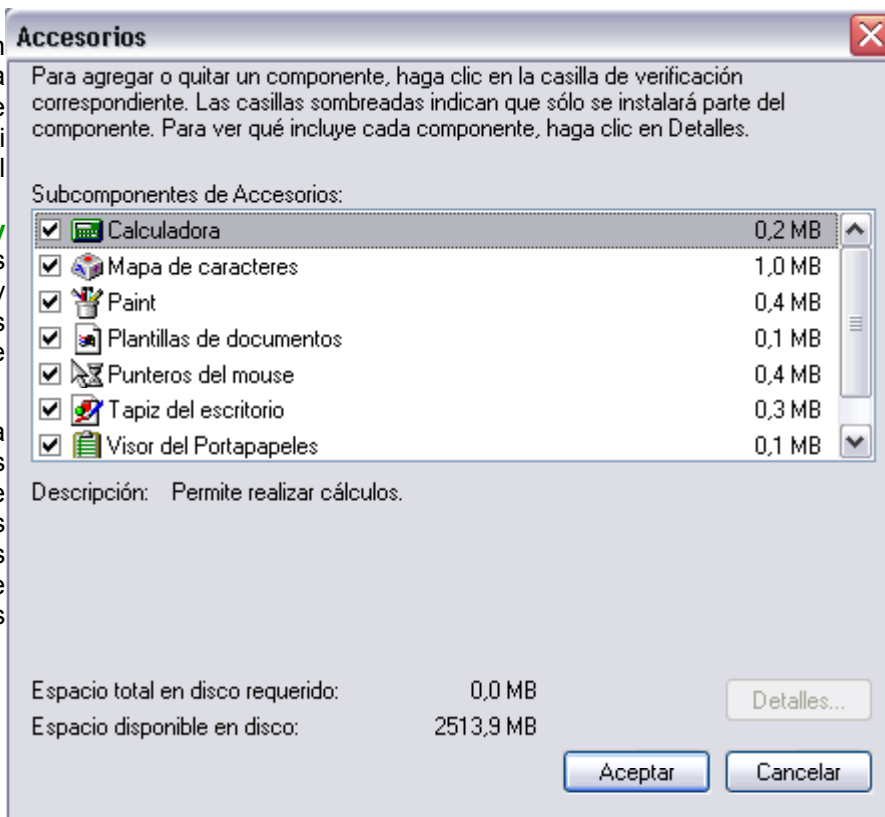 Accesorios
Para agregar o quitar un componente, haga clic en la casilla de verificación
correspondiente. Las casillas sombreadas indican que sólo se instalará parte del
componente. Para ver qué incluye cada componente, haga clic en Detalles.
Subcomponentes de Accesorios:
Calculadora 0,2 MB
Mapa de caracteres 1,0 MB
Paint 0,4 MB
Plantillas de documentos 0,1 MB
Punteros del mouse 0,4 MB
Tapiz del escritorio 0,3 MB
Visor del Portapapeles 0,1 MB
Descripción: Permite realizar cálculos.
Espacio total en disco requerido: 0,0 MB
Detalles...
Espacio disponible en disco: 2513,9 MB
Aceptar Cancelar